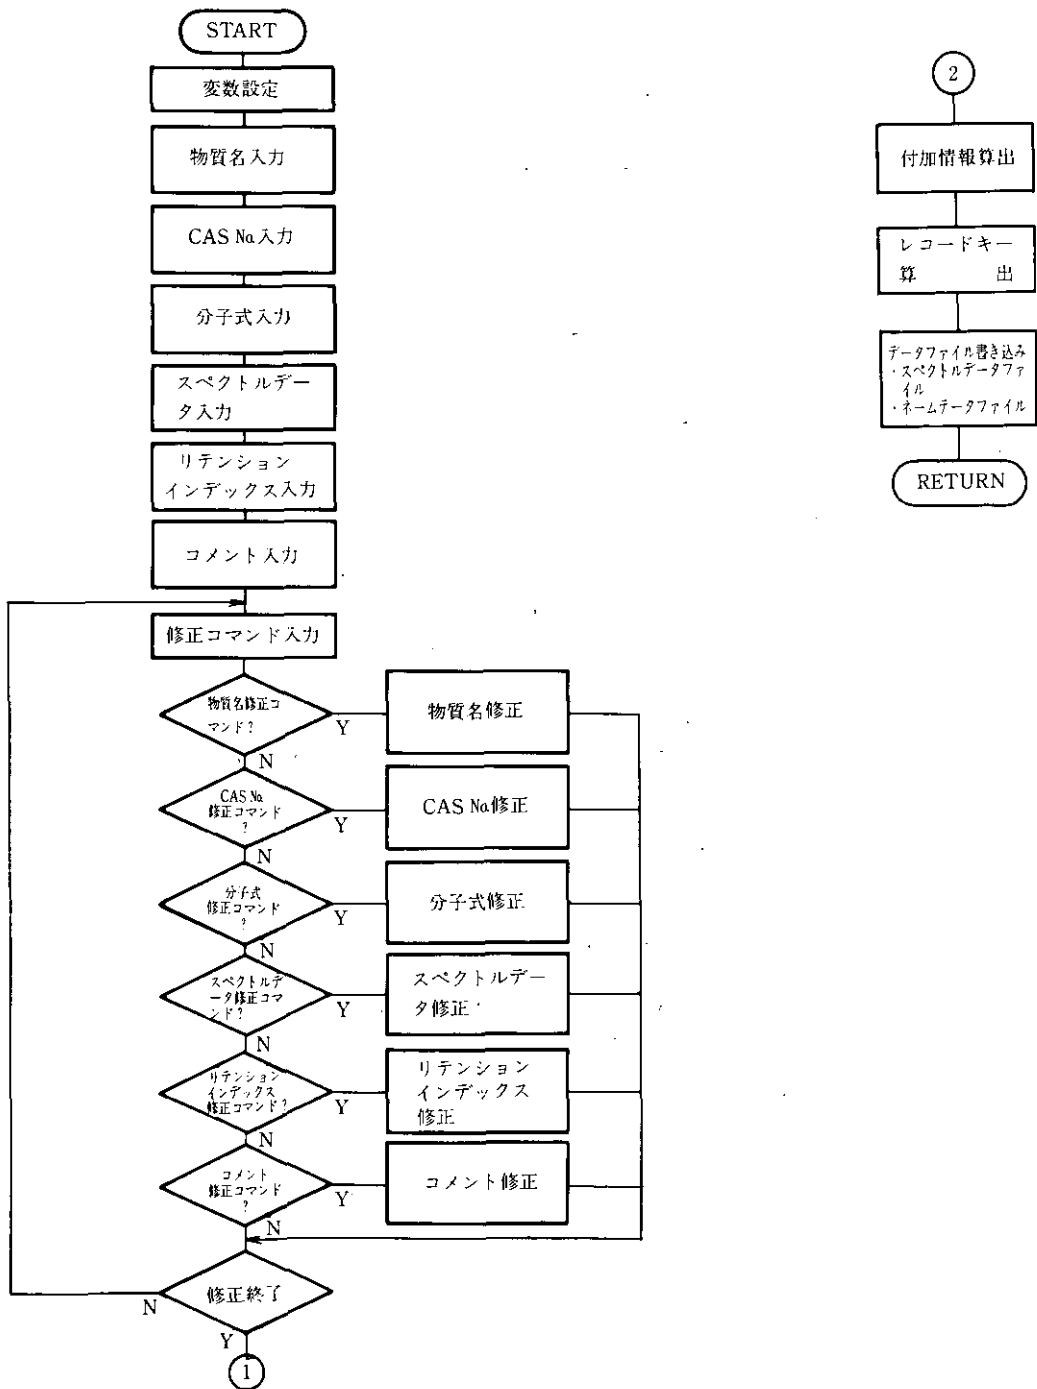 START
変数設定
物質名入力
CAS No.入力
分子式入力
スペクトルデー
タ入力
リテンション
インデックス入力
コメント入力
修正コマンド入力
物質名修正コ
マンド?
Y
物質名修正
N
CAS No.
修正コマンド
?
Y
CAS No.修正
N
分子式
修正コマンド
?
Y
分子式修正
N
スペクトルデ
ータ修正コマ
ンド?
Y
スペクトルデー
タ修正
N
リテンション
インデックス
修正コマンド?
Y
リテンション
インデックス
修正
N
コメント
修正コマンド
?
Y
コメント修正
N
修正終了
N
Y
1
2
付加情報算出
レコードキー
算 出
データファイル書き込み
・スペクトルデータファ
イル
・ネームデータファイル
RETURN